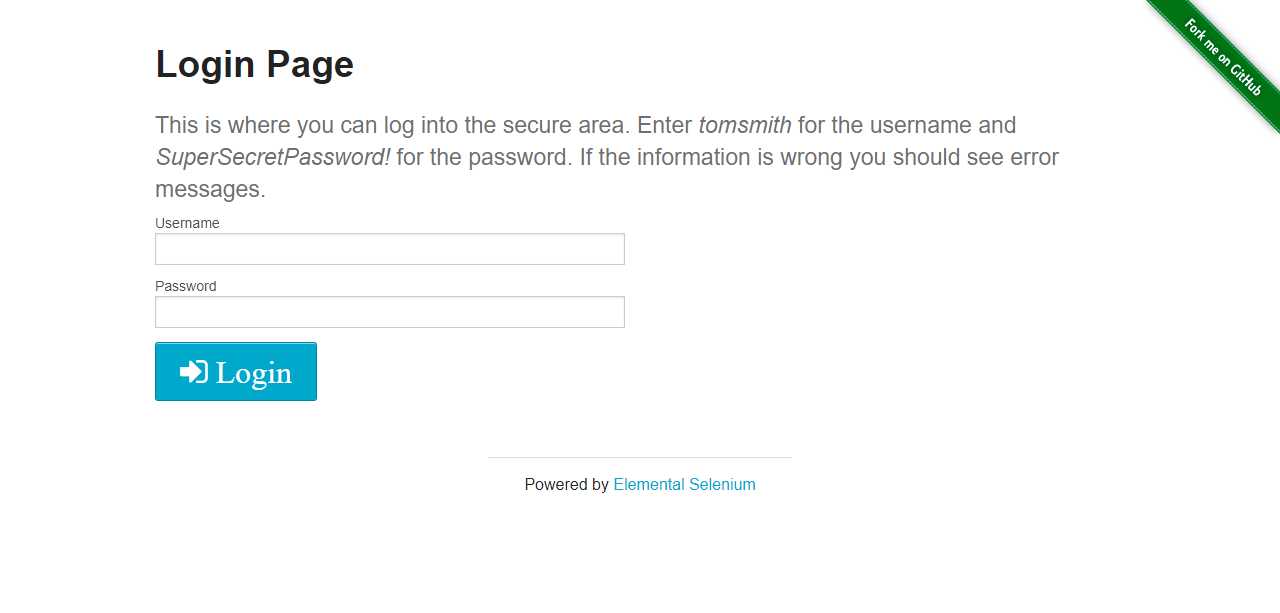 Fork me on GitHub
Login Page
This is where you can log into the secure area. Enter tomsmith for the username and
SuperSecretPassword! for the password. If the information is wrong you should see error
messages.
Username
Password
Login
Powered by Elemental Selenium